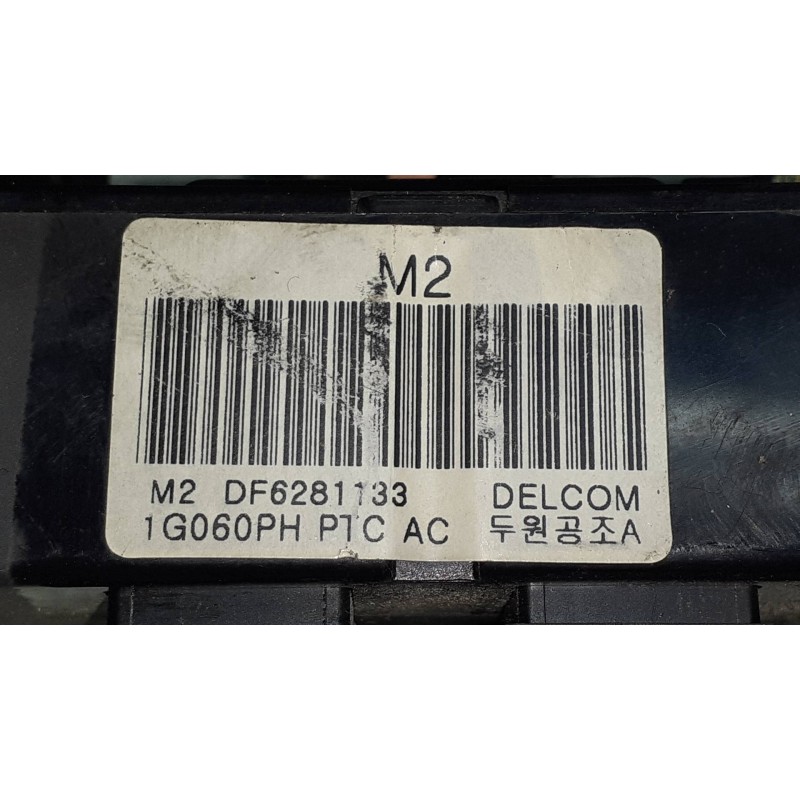 M2
M2 DF6281133 DELCOM
1G060PH PTC AC 두원공조A